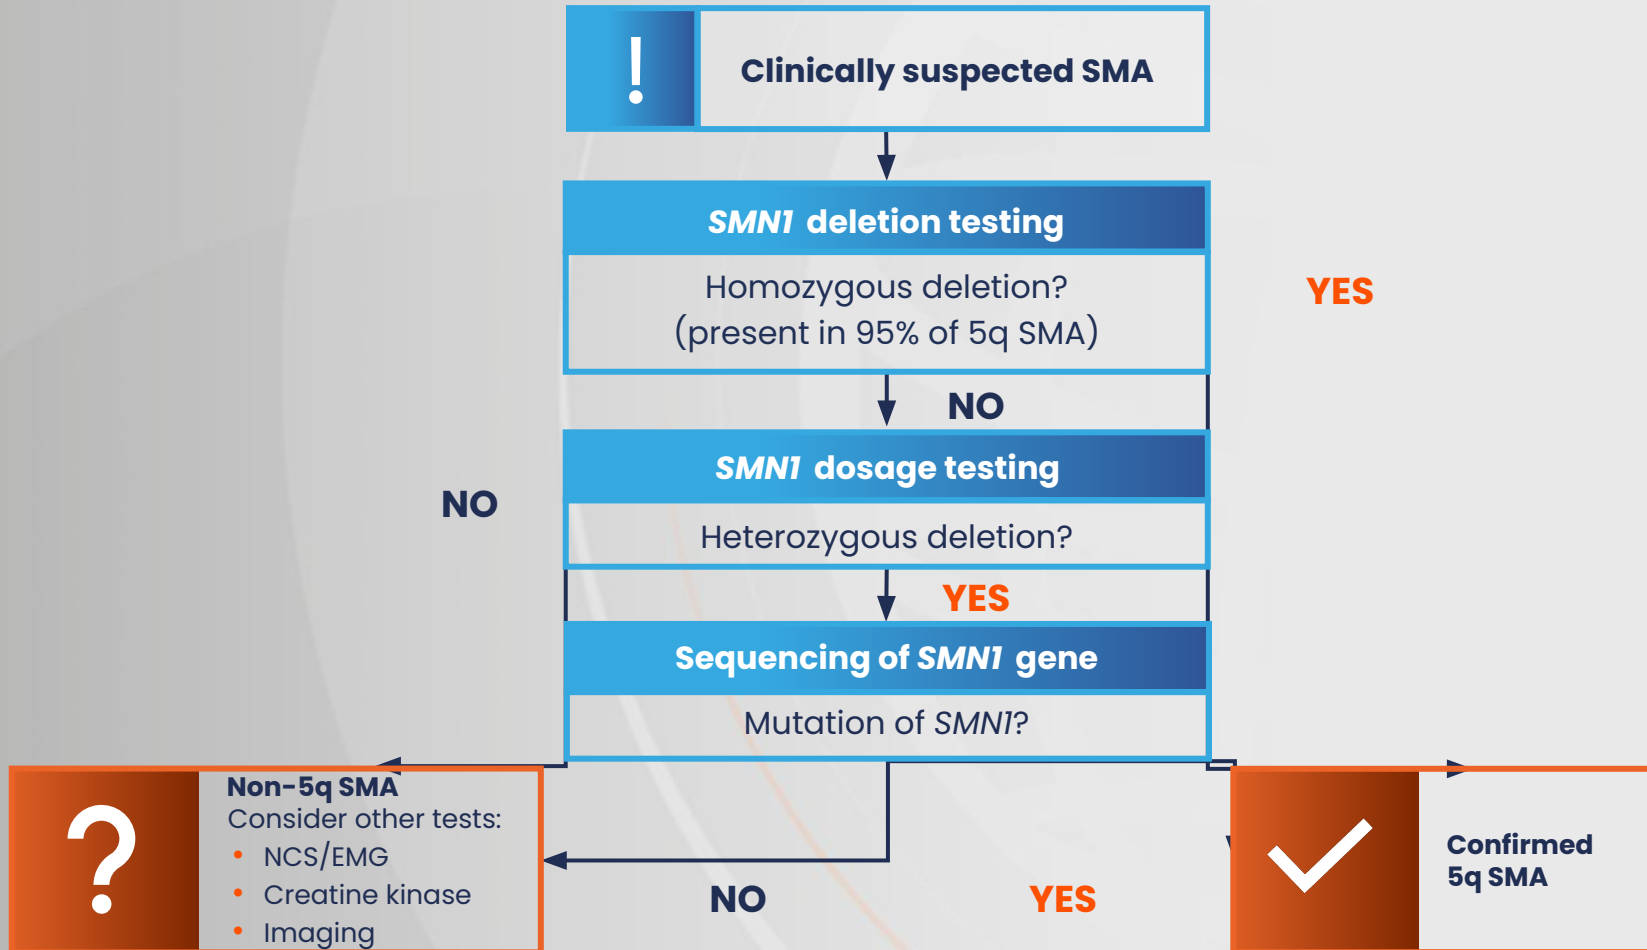 !
Clinically suspected SMA
SMN1 deletion testing
Homozygous deletion?
(present in 95% of 5q SMA)
YES
NO
SMN1 dosage testing
NO
Heterozygous deletion?
YES
Sequencing of SMN1 gene
Mutation of SMN1?
?
Non-5q SMA
Consider other tests:
• NCS/EMG
• Creatine kinase
• Imaging
NO
YES
Confirmed
5q SMA